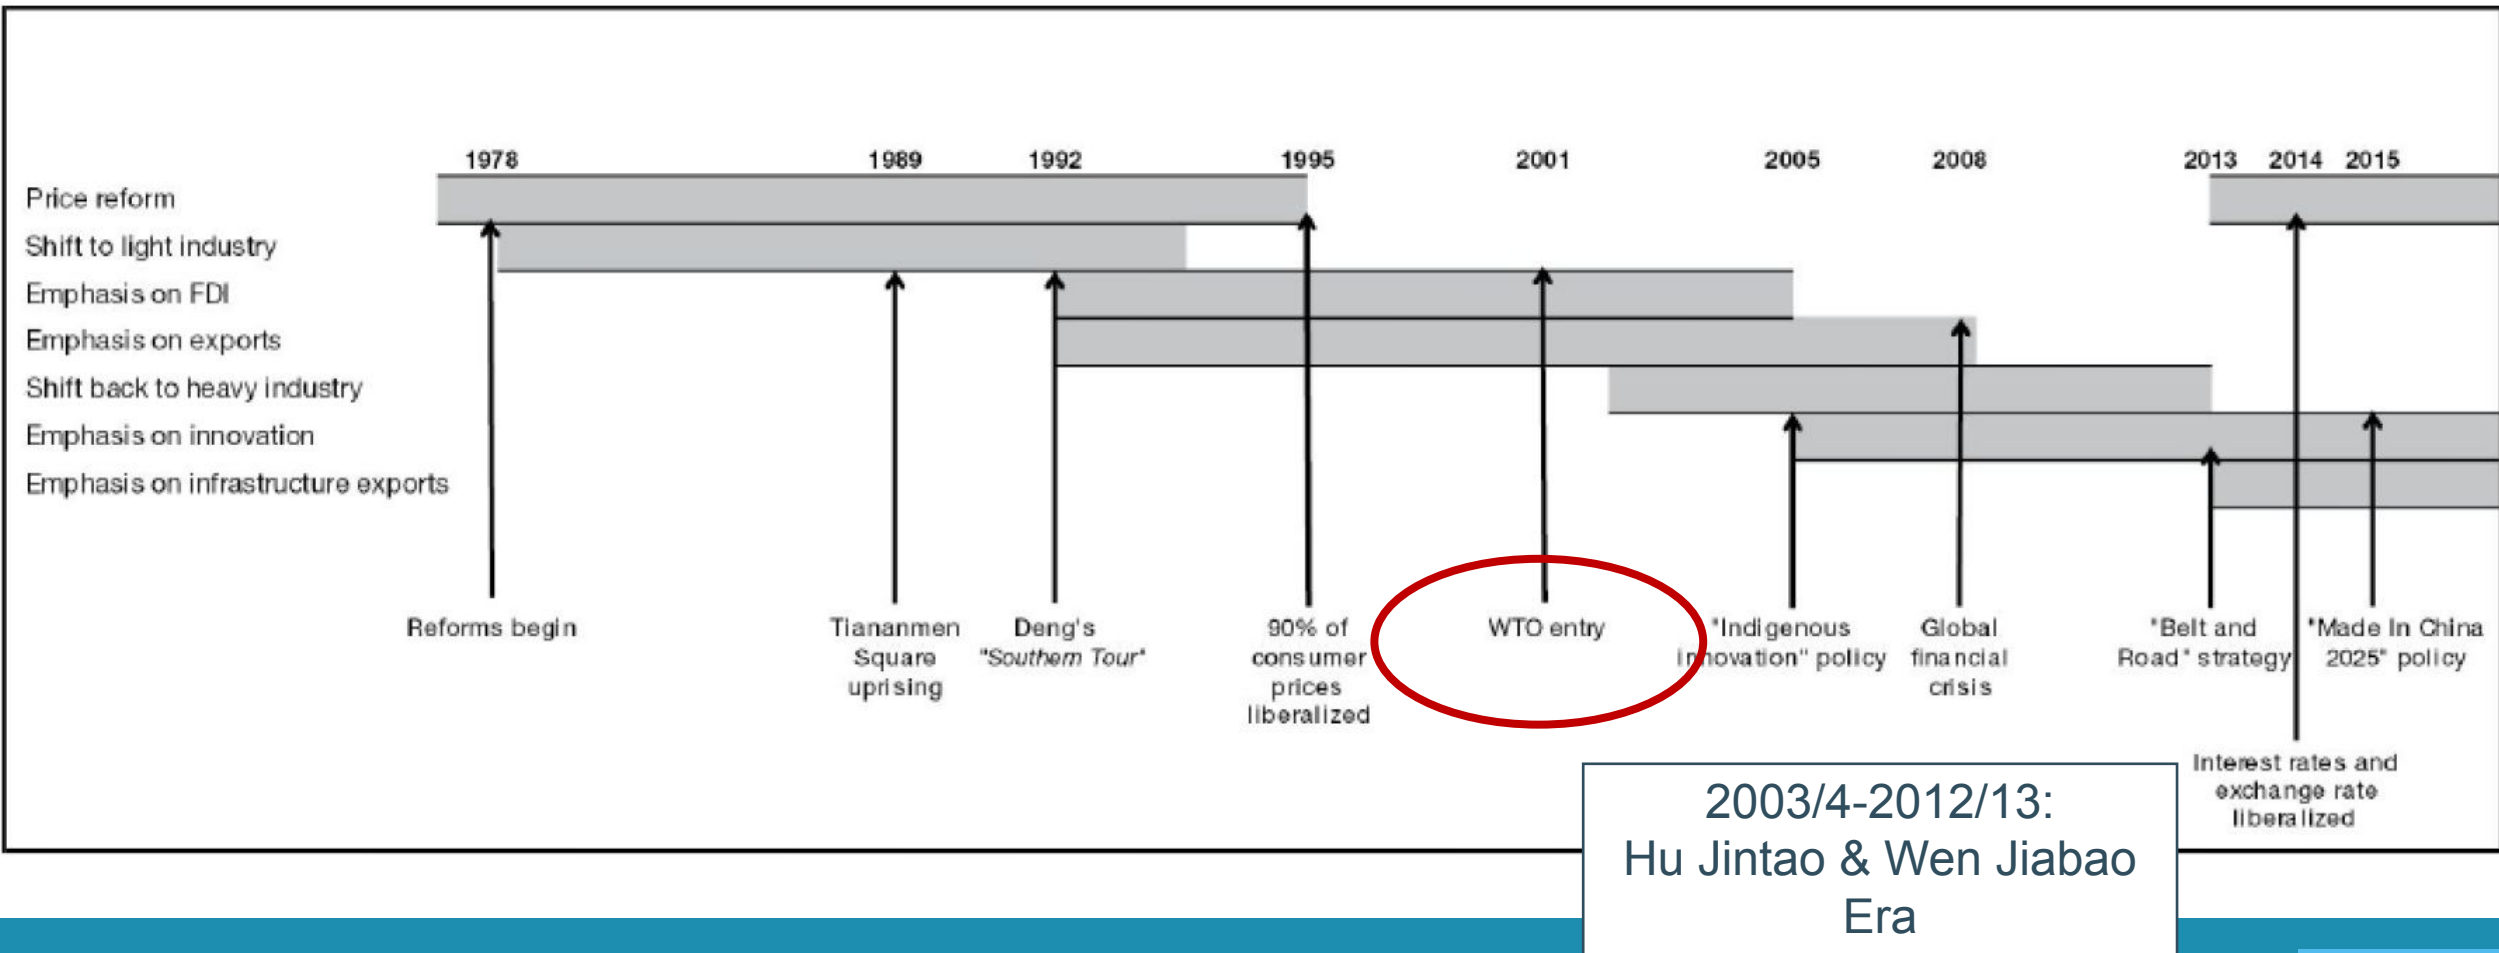 1978 1989 1992 1995 2001 2005 2008 2013 2014 2015
Price reform
Shift to light industry
Emphasis on FDI
Emphasis on exports
Shift back to heavy industry
Emphasis on innovation
Emphasis on infrastructure exports
Reforms begin
Tiananmen
Square
uprising
Deng's
"Southern Tour"
90% of
consumer
prices
liberalized
WTO entry
"Indigenous
innovation" policy
Global
financial
crisis
"Belt and
Road" strategy
"Made In China
2025" policy
Interest rates and
exchange rate
liberalized
2003/4-2012/13:
Hu Jintao & Wen Jiabao
Era